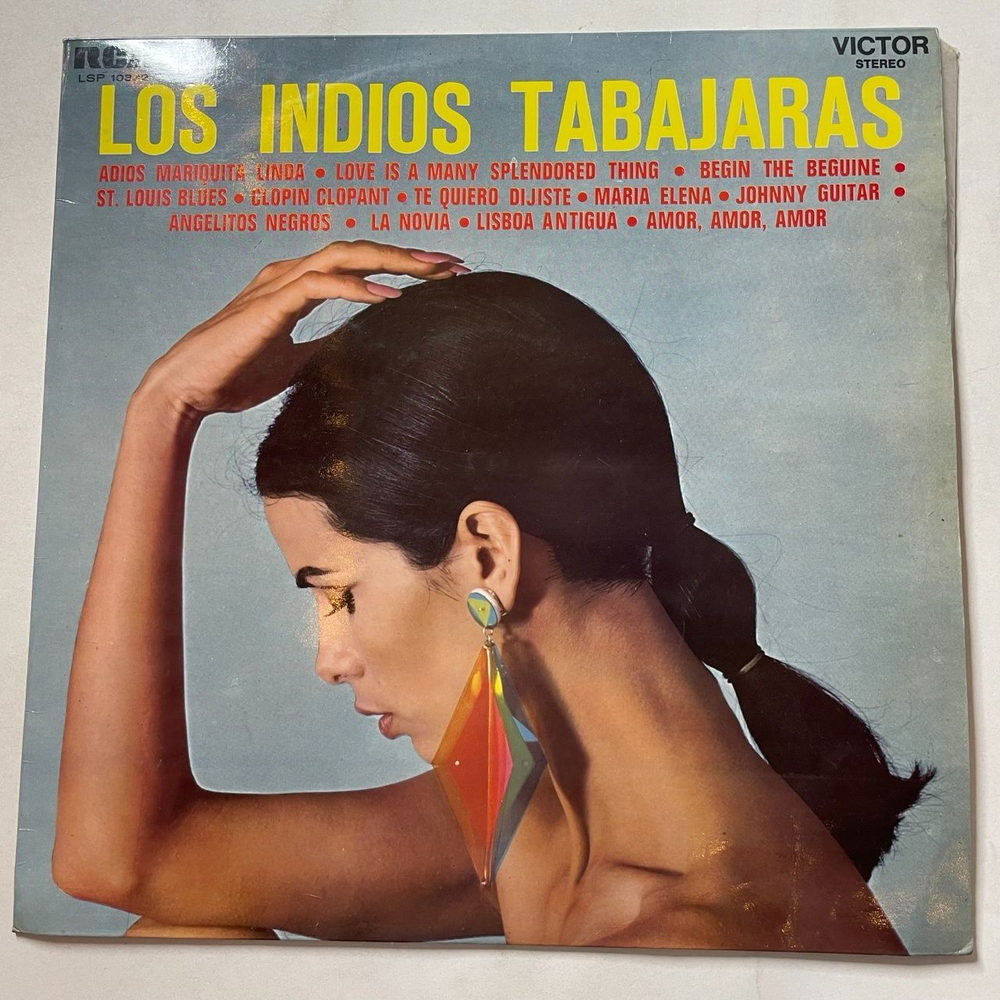 RCA
VICTOR
STEREO
LOS INDIOS TABAJARAS
ADIOS MARIQUITA LINDA • LOVE IS A MANY SPLENDORED THING • BEGIN THE BEGUINE •
ST. LOUIS BLUES • CLOPIN CLOPANT • TE QUIERO DIJISTE • MARIA ELENA • JOHNNY GUITAR •
ANGELITOS NEGROS • LA NOVIA • LISBOA ANTIGUA • AMOR, AMOR, AMOR